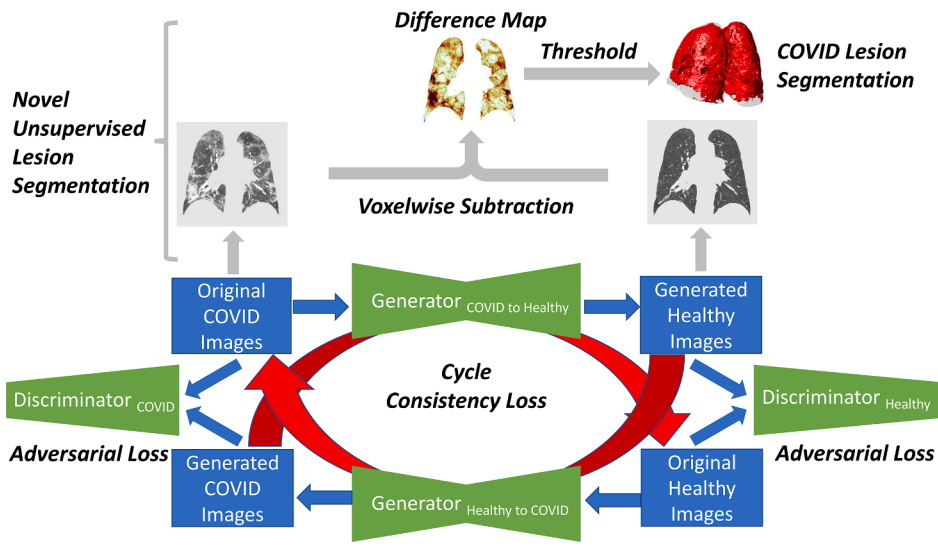 Difference Map
Threshold
COVID Lesion
Segmentation
Novel
Unsupervised
Lesion
Segmentation
Voxelwise Subtraction
Original
COVID
Images
Generator COVID to Healthy
Generated
Healthy
Images
Cycle
Consistency Loss
Discriminator COVID
Discriminator Healthy
Adversarial Loss
Adversarial Loss
Generated
COVID
Images
Generator Healthy to COVID
Original
Healthy
Images